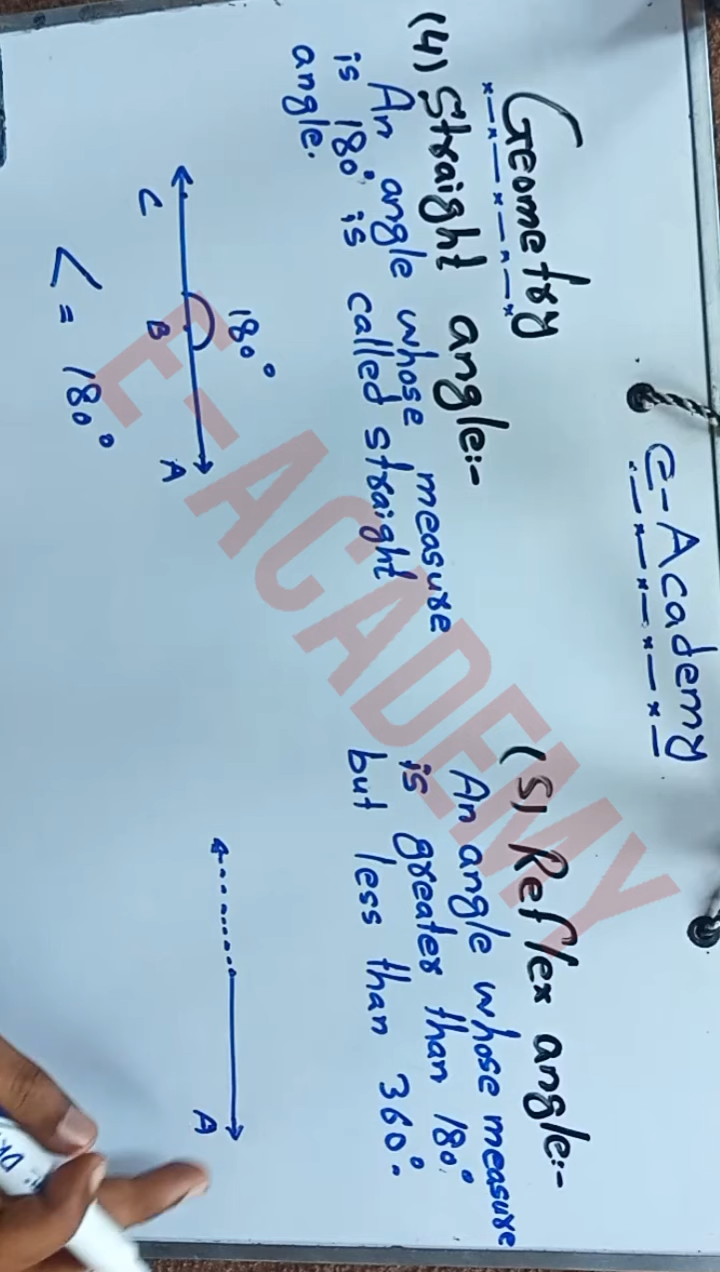 e-Academy
Geometry
(4) Straight angle:-
An angle whose measure
is 180°, is called straight
angle.
180°
C B A
< = 180°
(5) Reflex angle:-
An angle whose measure
is greater than 180°
but less than 360°.
A
E-ACADEMY